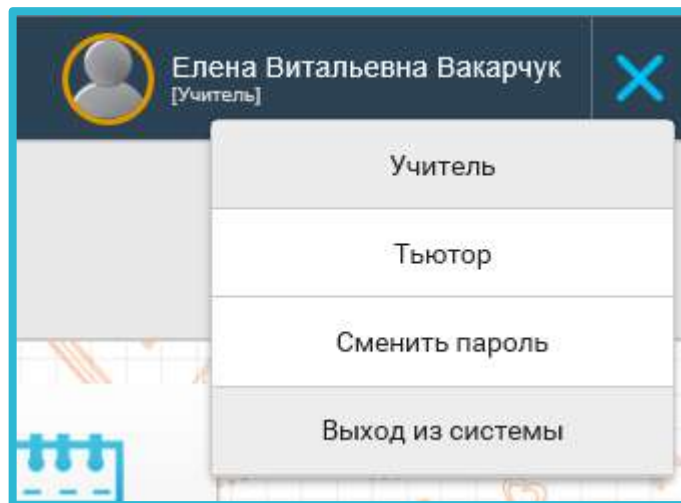 Елена Витальевна Вакарчук
[Учитель]
Учитель
Тьютор
Сменить пароль
Выход из системы